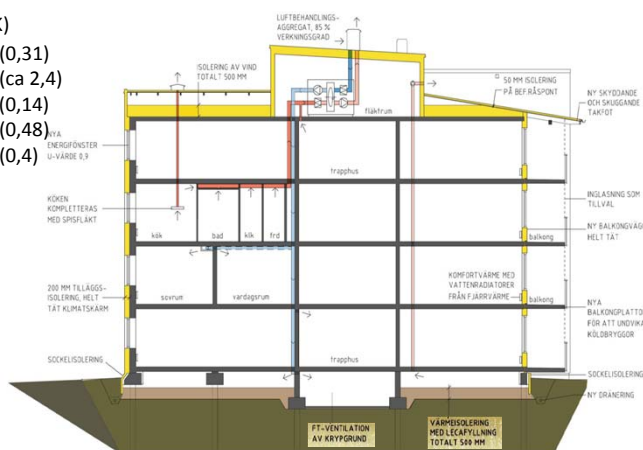 K)
(0,31)
(ca 2,4)
(0,14)
(0,48)
(0,4)
LUFTBEHANDLINGS-
AGGREGAT, 85 %
VERKNINGSGRAD
ISOLERING AV VIND
TOTALT 500 MM
50 MM ISOLERING
PÅ BEF RÅSPONT
NY SKYDDANDE
OCH SKUGGANDE
TAKFOT
fläktrum
NYA
ENERGIFÖNSTER
U-VÄRDE 0,9
trapphus
KÖKEN
KOMPLETTERAS
MED SPISFLÄKT
INGLASNING SOM
TILLVAL
kök
bad
klk
frd
balkong
NY BALKONGVÄGG
HELT TÄT
200 MM TILLÄGGS-
ISOLERING, HELT
TÄT KLIMATSKÄRM
sovrum
vardagsrum
KOMFORTVÄRME MED
VATTENRADIATORER
FRÅN FJÄRRVÄRME
balkong
NYA
BALKONGPLATTO
FÖR ATT UNDVIKA
KÖLDBRYGGOR
SOCKELISOLERING
trapphus
SOCKELISOLERING
NY DRÄNERING
FT-VENTILATION
AV KRYPGRUND
VÄRMEISOLERING
MED LECAFYLLNING
TOTALT 500 MM